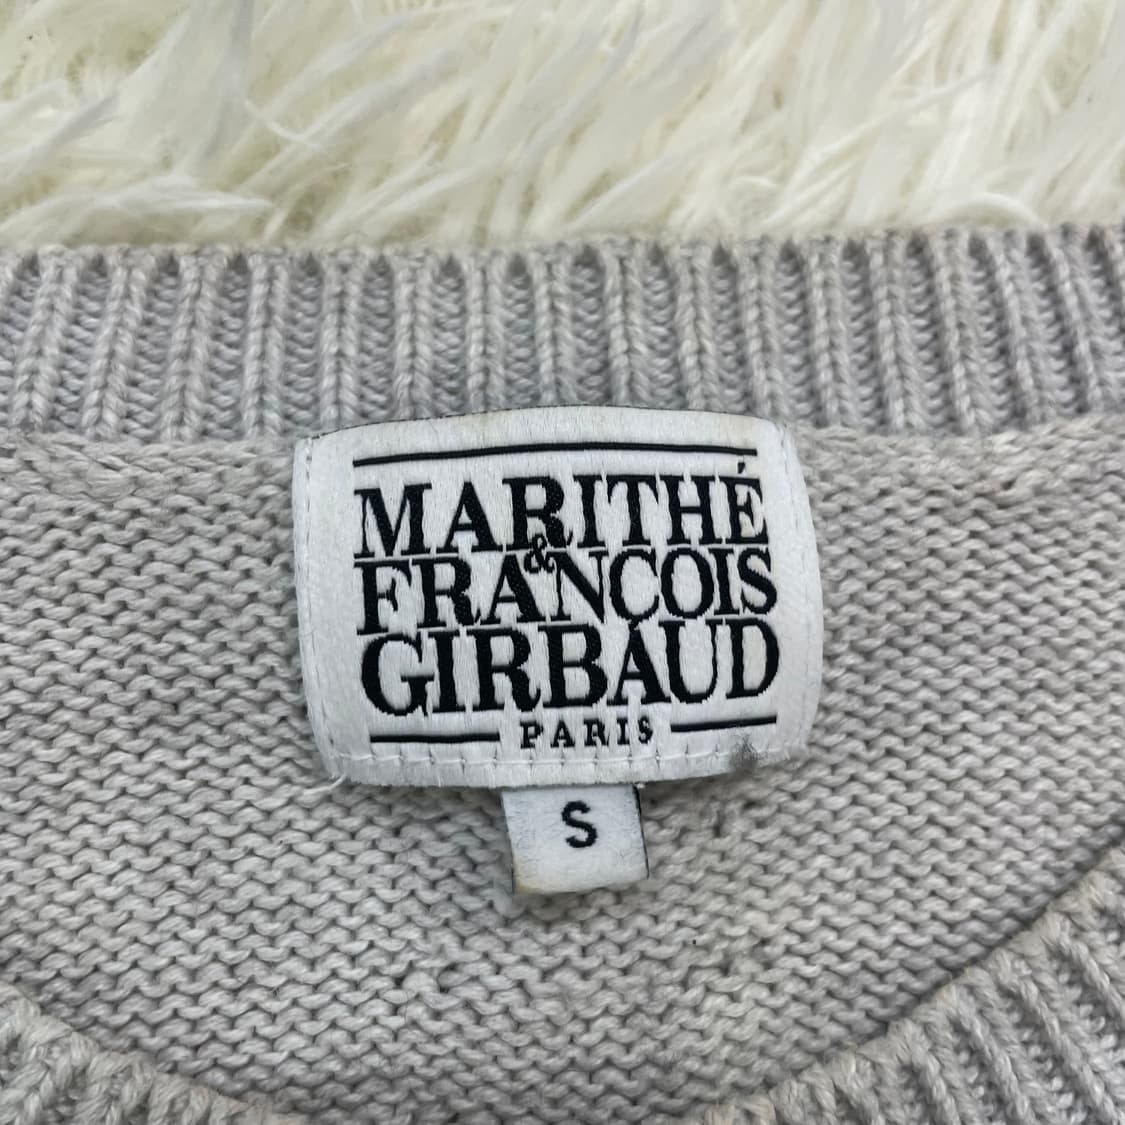 MARITHÉ
&
FRANÇOIS
GIRBAUD
PARIS
S